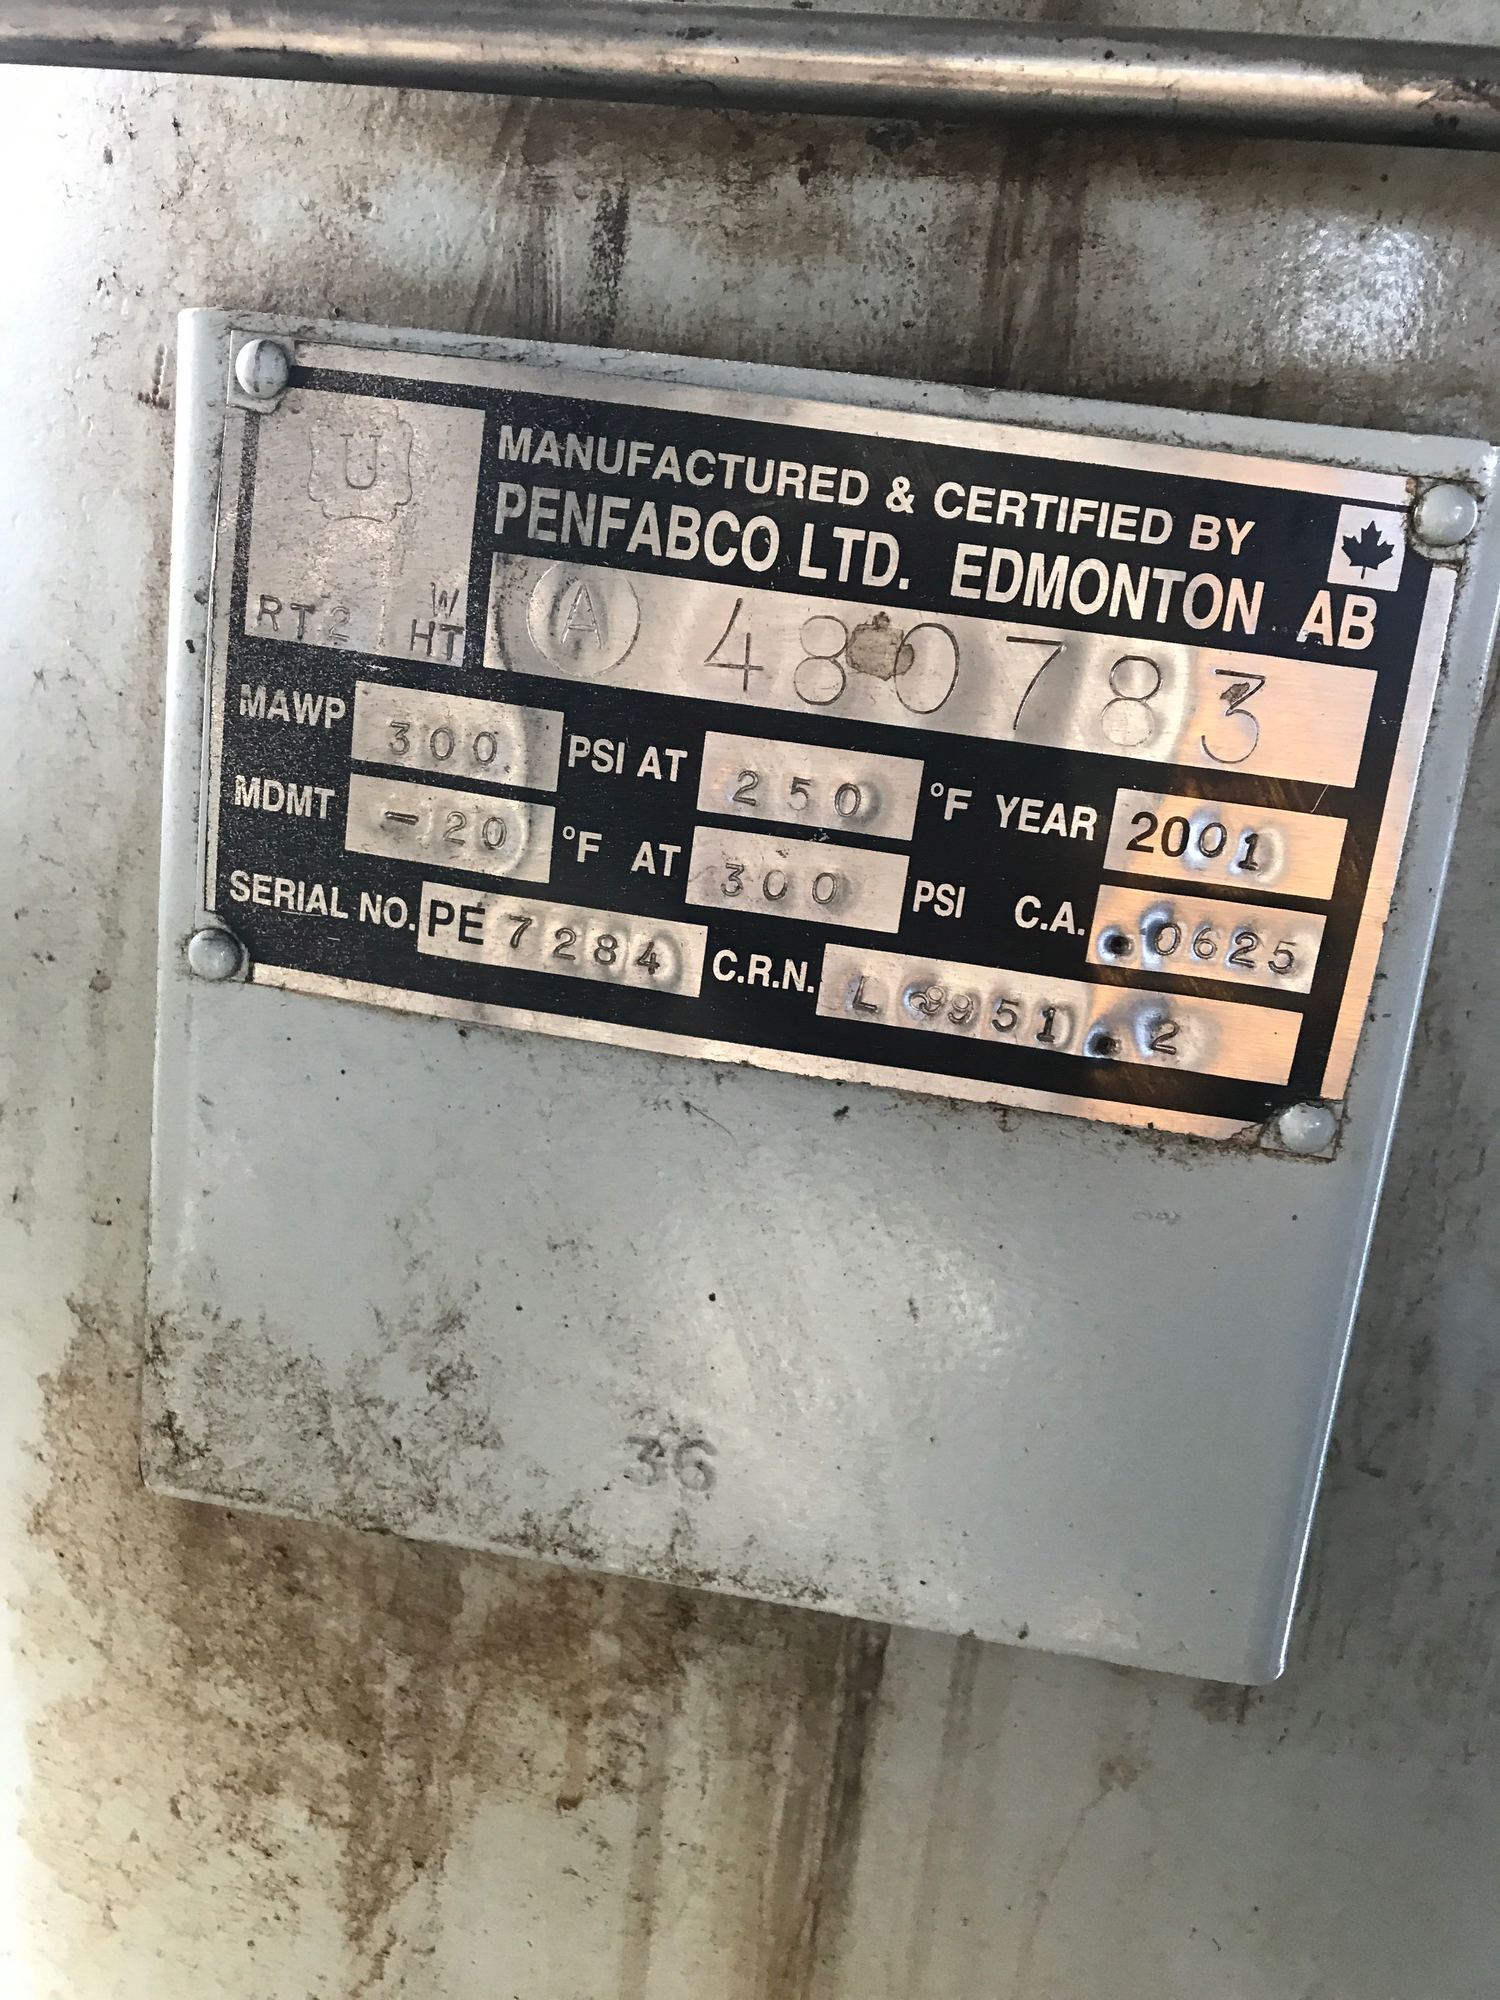 U
RT2
W
HT
MANUFACTURED & CERTIFIED BY
PENFABCO LTD. EDMONTON AB
A 480783
MAWP 300 PSI AT 250 °F YEAR 2001
MDMT -20 °F AT 300 PSI C.A. .0625
SERIAL NO. PE 7284 C.R.N. L 9951.2
36